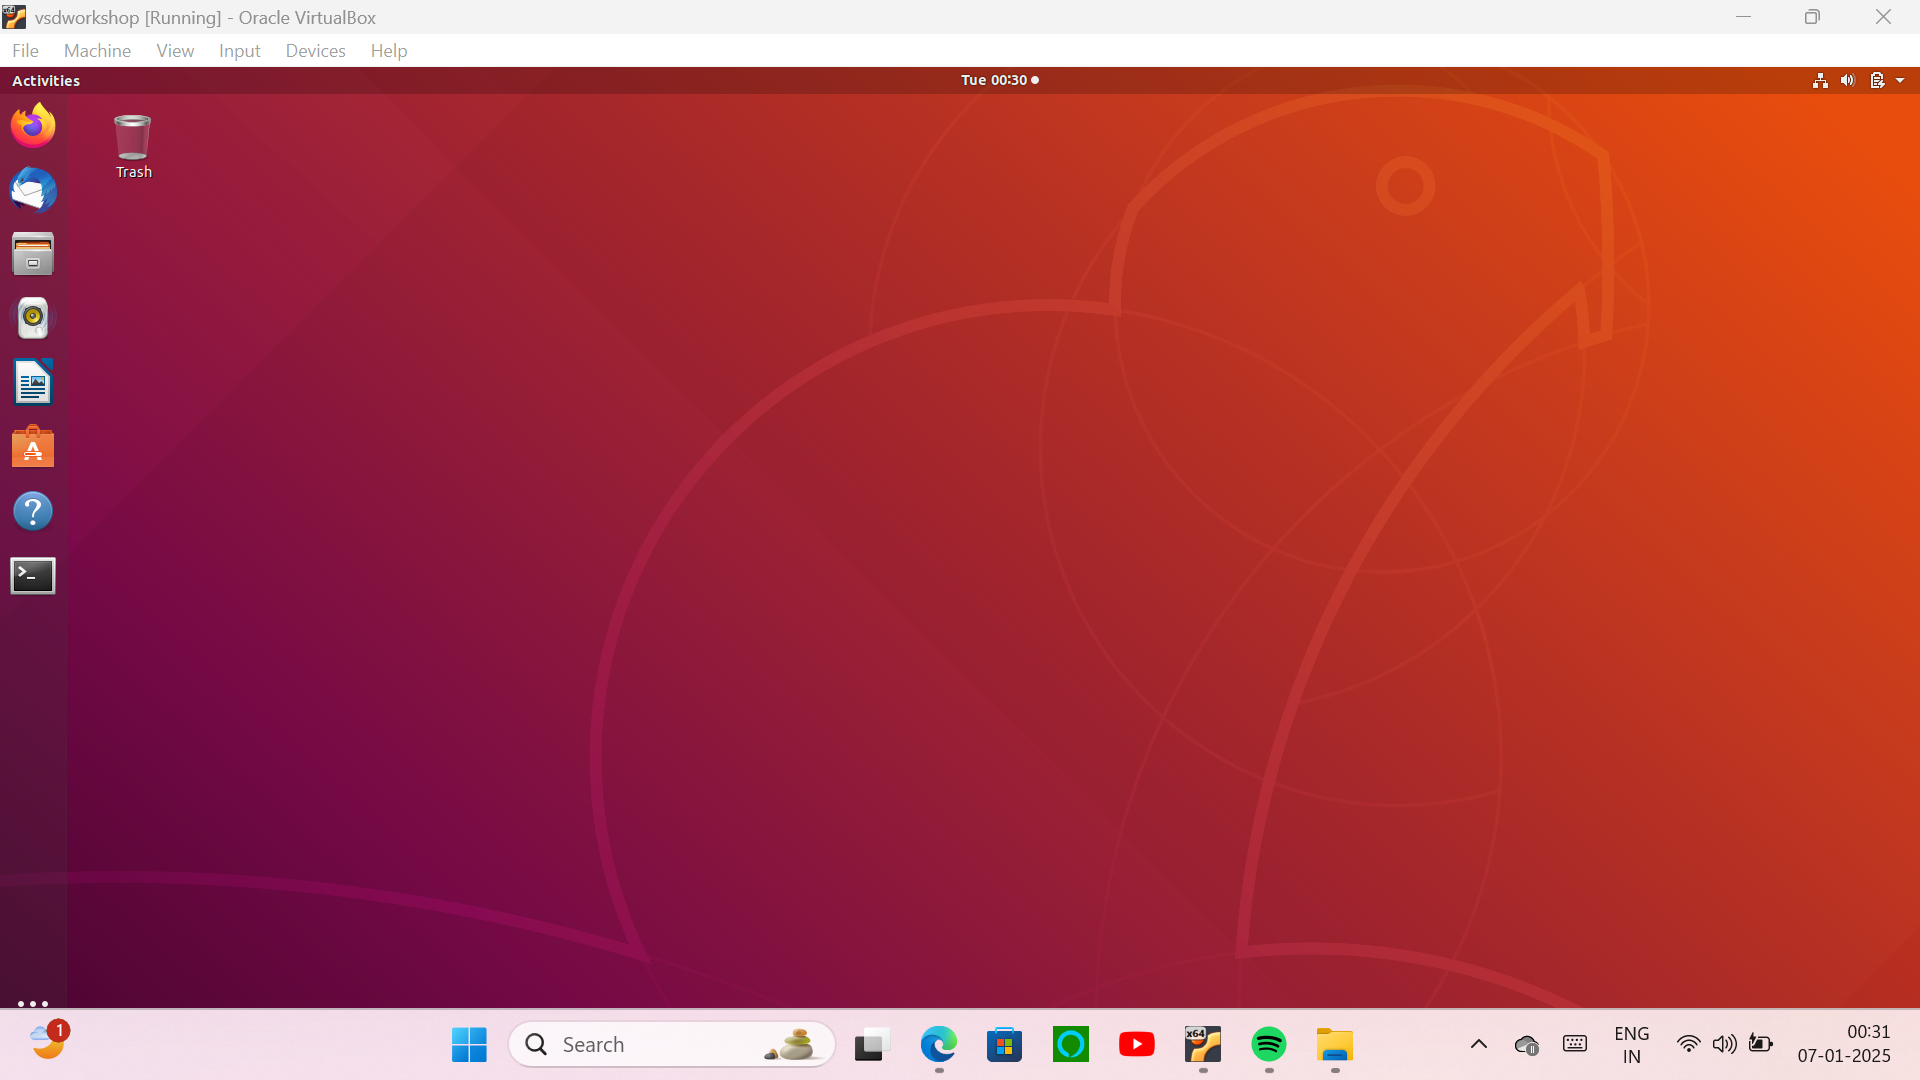 vsdworkshop [Running] - Oracle VirtualBox
File Machine View Input Devices Help
Activities
Tue 00:30
Trash
1
Search
x64
ENG
IN
00:31
07-01-2025